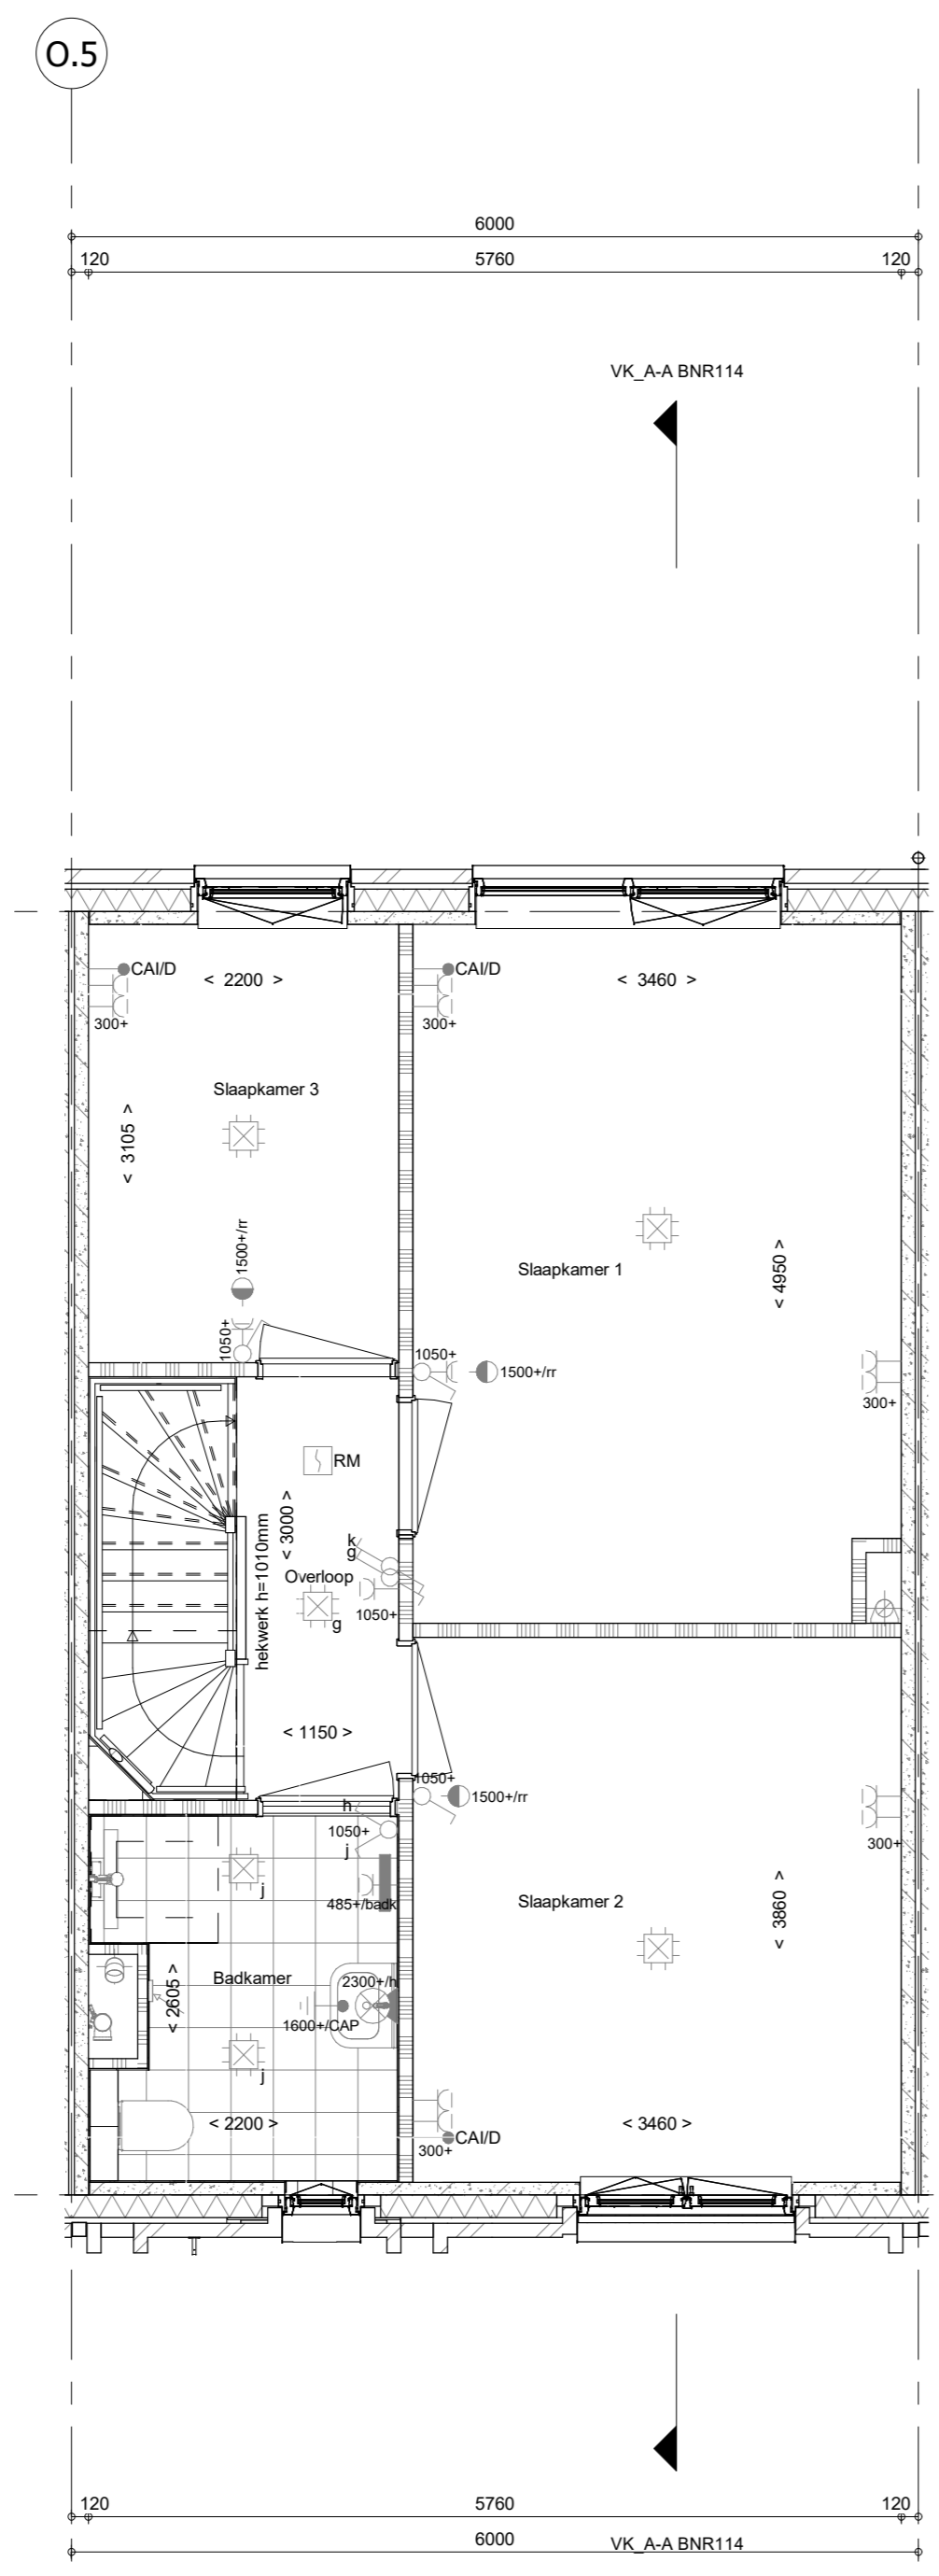 O.5
6000
120 5760 120
VK_A-A BNR114
CAI/D
< 2200 >
300+
CAI/D
< 3460 >
300+
Slaapkamer 3
< 3105 >
1500+/rr
1050+
Slaapkamer 1
< 4950 >
1050+
1500+/rr
300+
RM
< 3000 >
hekwerk h=1010mm
k
g
Overloop
1050+
g
< 1150 >
1050+
1500+/rr
h
1050+
j
300+
j
485+/badk
Slaapkamer 2
< 3860 >
Badkamer
< 2605 >
2300+/h
1600+/CAP
j
< 2200 >
300+
CAI/D
< 3460 >
120 5760 120
6000
VK_A-A BNR114